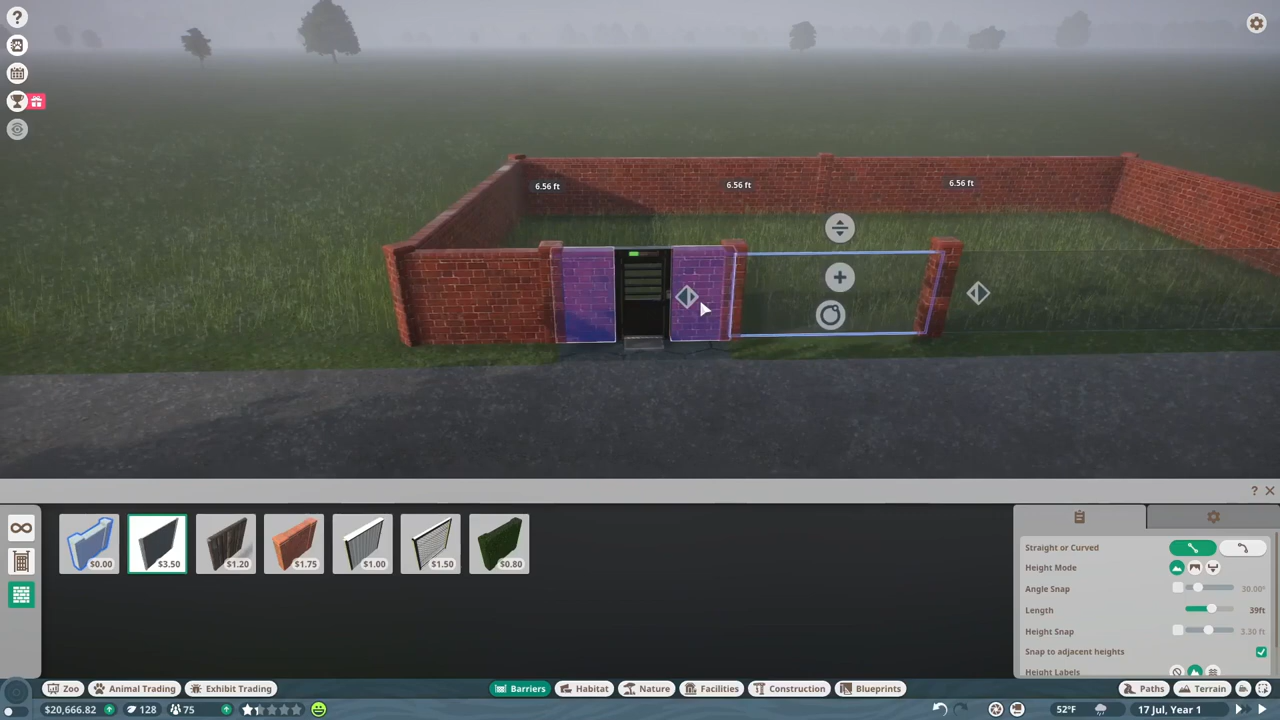 ?
6.56 ft
6.56 ft
6.56 ft
?
$0.00
$3.50
$1.20
$1.75
$1.00
$1.50
$0.80
Straight or Curved
Height Mode
Angle Snap
30.00°
Length
39ft
Height Snap
3.30 ft
Snap to adjacent heights
Height Labels
Zoo
Animal Trading
Exhibit Trading
Barriers
Habitat
Nature
Facilities
Construction
Blueprints
Paths
Terrain
$20,666.82
128
75
52°F
17 Jul, Year 1